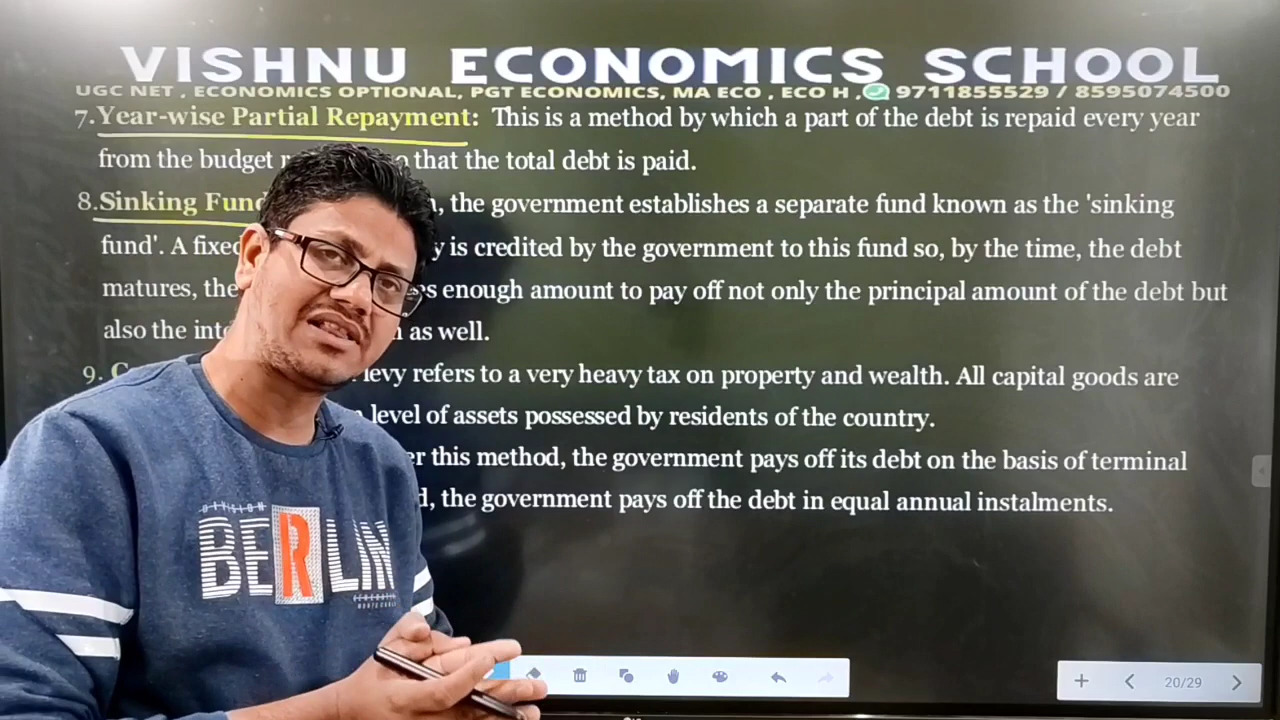 VISHNU ECONOMICS SCHOOL
UGC NET , ECONOMICS OPTIONAL, PGT ECONOMICS, MA ECO , ECO H , 9711855529 / 8595074500
7.Year-wise Partial Repayment: This is a method by which a part of the debt is repaid every year
from the budget that the total debt is paid.
8.Sinking Fund the government establishes a separate fund known as the 'sinking
fund'. A fixed is credited by the government to this fund so, by the time, the debt
matures, the enough amount to pay off not only the principal amount of the debt but
also the as well.
9. levy refers to a very heavy tax on property and wealth. All capital goods are
level of assets possessed by residents of the country.
this method, the government pays off its debt on the basis of terminal
the government pays off the debt in equal annual instalments.
DIVISION
BERLIN
20/29